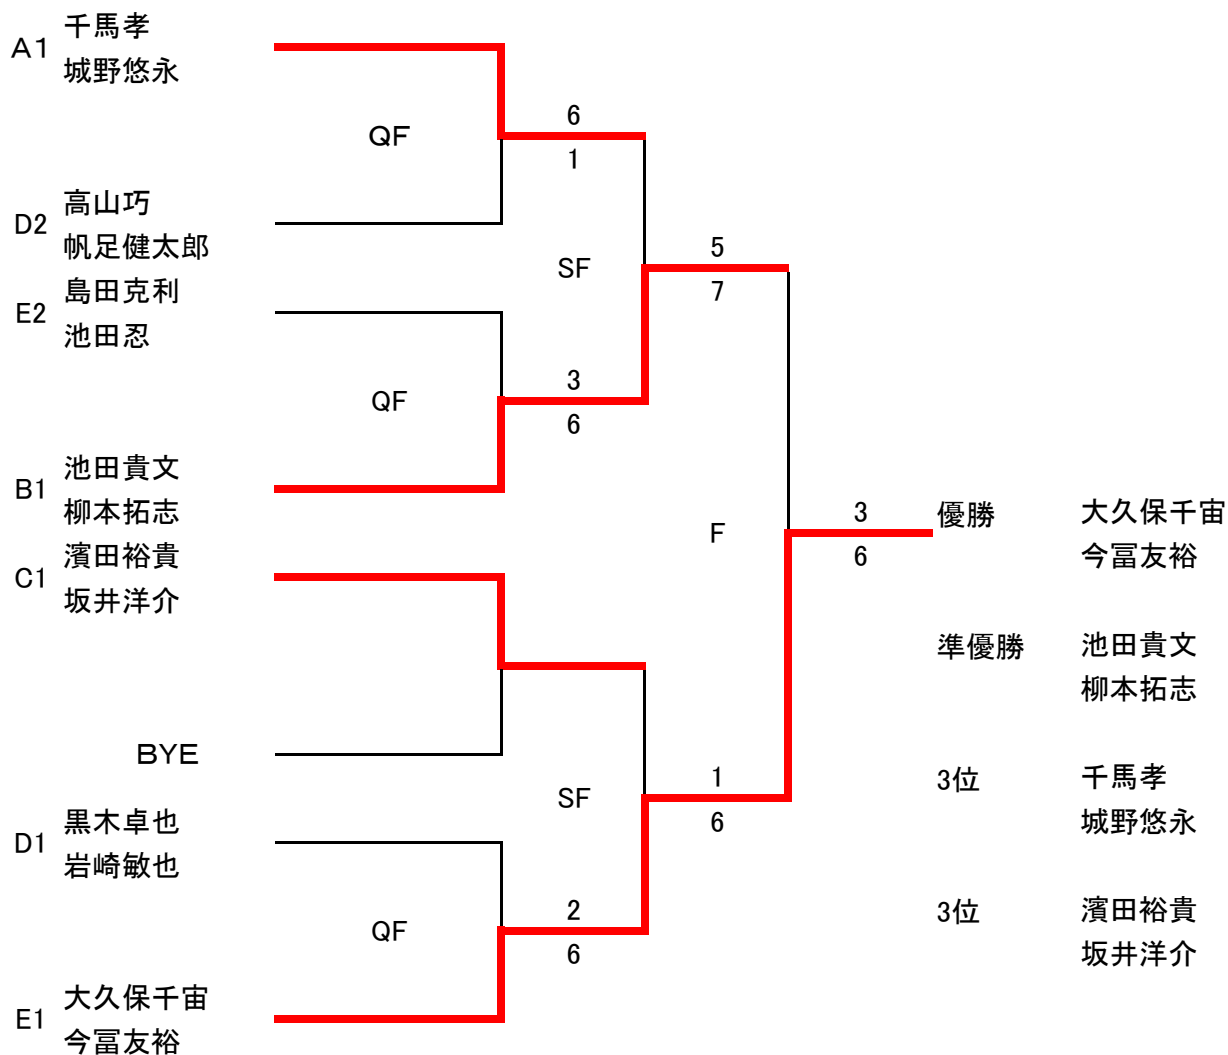 A1 千馬孝
城野悠永
QF
6
1
D2 高山巧
帆足健太郎
SF
5
7
E2 島田克利
池田忍
QF
3
6
B1 池田貴文
柳本拓志
F
3
6
優勝 大久保千宙
今冨友裕
C1 濱田裕貴
坂井洋介
準優勝 池田貴文
柳本拓志
BYE
SF
1
6
3位 千馬孝
城野悠永
D1 黒木卓也
岩崎敏也
QF
2
6
3位 濱田裕貴
坂井洋介
E1 大久保千宙
今冨友裕